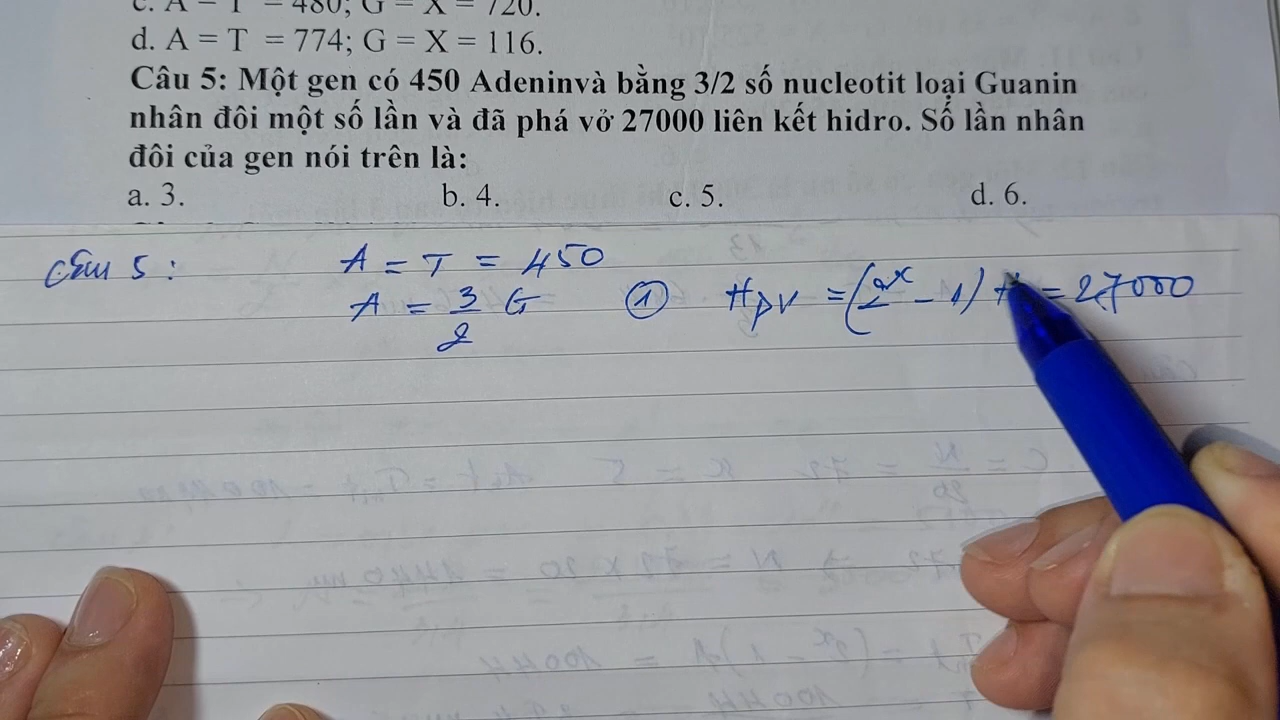 c. A = T = 480; G = X = 720.
d. A = T = 774; G = X = 116.
Câu 5: Một gen có 450 Adeninvà bằng 3/2 số nucleotit loại Guanin
nhân đôi một số lần và đã phá vở 27000 liên kết hidro. Số lần nhân
đôi của gen nói trên là:
a. 3. b. 4. c. 5. d. 6.
Câu 5: A = T = 450
A = 3/2 G ① Hpv = (2^x - 1) H = 27000